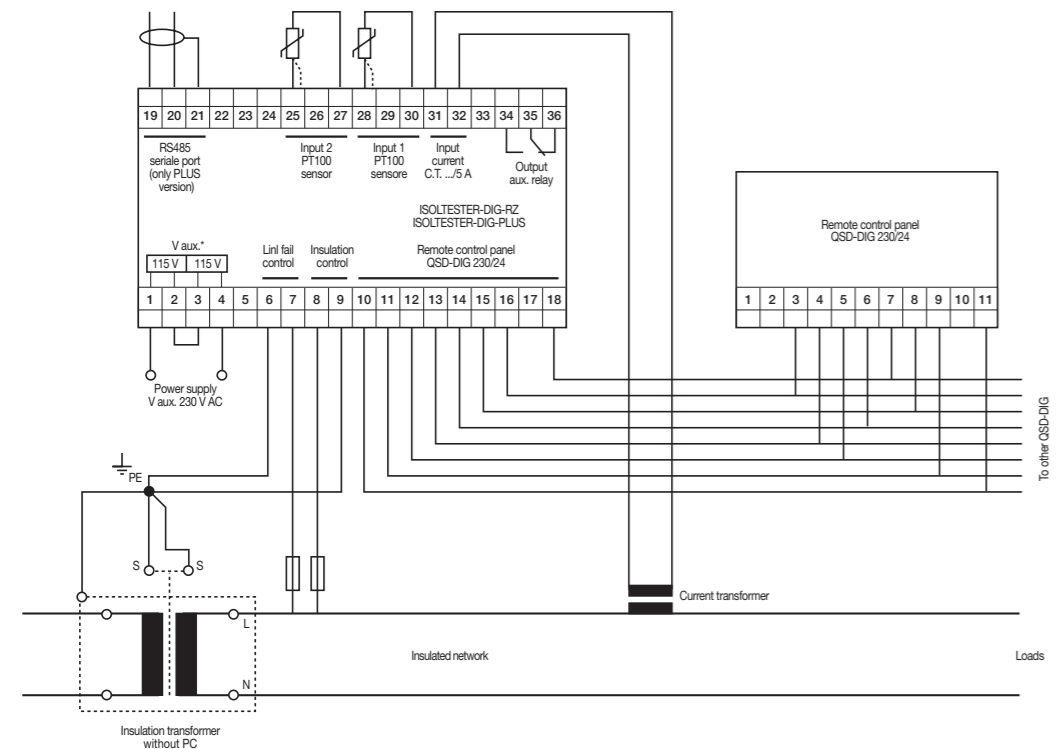 19 20 21 22 23 24 25 26 27 28 29 30 31 32 33 34 35 36
RS485
seriale port
(only PLUS
version)
Input 2
PT100
sensor
Input 1
PT100
sensore
Input
current
C.T. .../5 A
Output
aux. relay
ISOLTESTER-DIG-RZ
ISOLTESTER-DIG-PLUS
V aux.*
115 V 115 V
Linl fail
control
Insulation
control
Remote control panel
QSD-DIG 230/24
1 2 3 4 5 6 7 8 9 10 11 12 13 14 15 16 17 18
Remote control panel
QSD-DIG 230/24
1 2 3 4 5 6 7 8 9 10 11
Power supply
V aux. 230 V AC
To other QSD-DIG
PE
S S
Current transformer
L
Insulated network
Loads
N
Insulation transformer
without PC